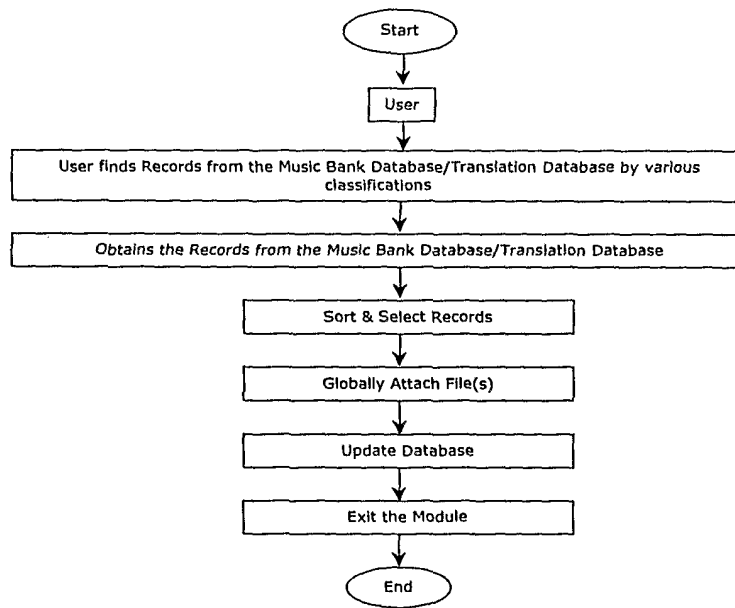 Start
User
User finds Records from the Music Bank Database/Translation Database by various
classifications
Obtains the Records from the Music Bank Database/Translation Database
Sort & Select Records
Globally Attach File(s)
Update Database
Exit the Module
End